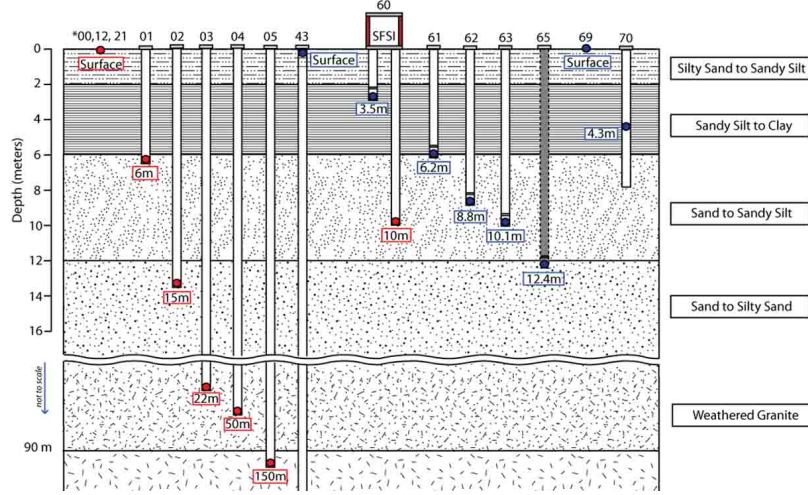 60
*00,12, 21 01 02 03 04 05 43 SFSI 61 62 63 65 69 70
Depth (meters)
0
2
4
6
8
10
12
14
16
not to scale
90 m
Surface
6m
15m
22m
50m
150m
Surface
3.5m
10m
6.2m
8.8m
10.1m
12.4m
Surface
4.3m
Silty Sand to Sandy Silt
Sandy Silt to Clay
Sand to Sandy Silt
Sand to Silty Sand
Weathered Granite